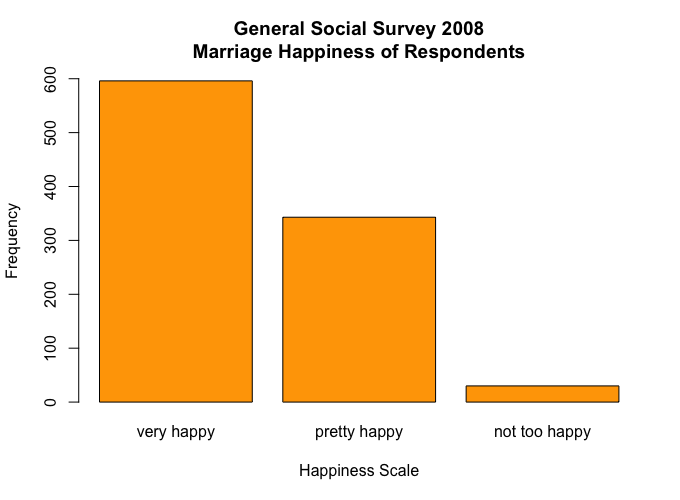 General Social Survey 2008
Marriage Happiness of Respondents
600
500
400
300
200
100
0
Frequency
very happy
pretty happy
not too happy
Happiness Scale